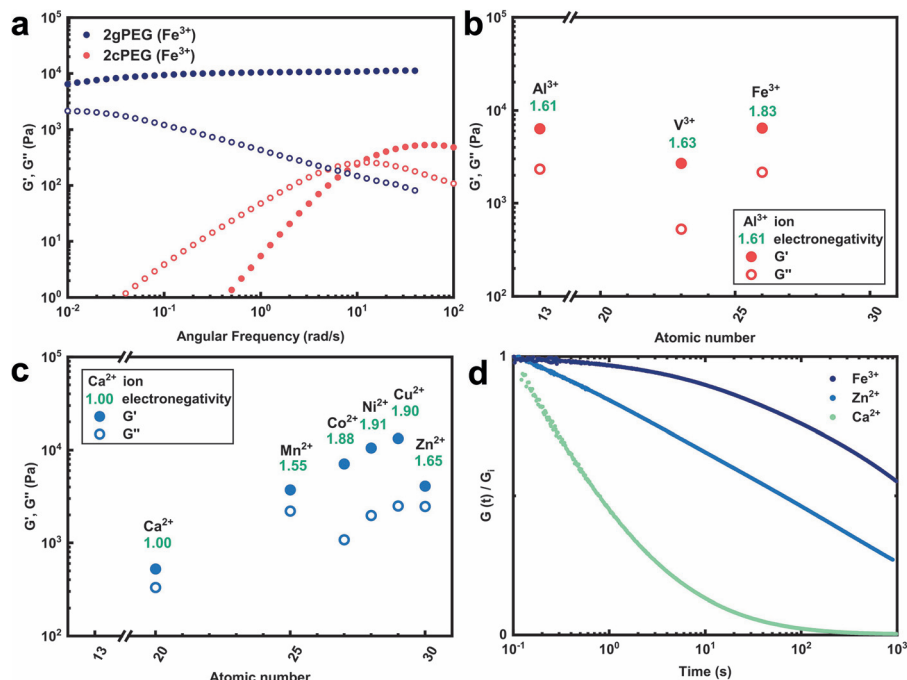 a
2gPEG (Fe³⁺)
2cPEG (Fe³⁺)
G', G'' (Pa)
10⁵
10⁴
10³
10²
10¹
10⁰
10⁻² 10⁻¹ 10⁰ 10¹ 10²
Angular Frequency (rad/s)
b
G', G'' (Pa)
10⁵
10⁴
10³
10²
Al³⁺
1.61
V³⁺
1.63
Fe³⁺
1.83
Al³⁺ ion
1.61 electronegativity
G'
G''
13 20 25 30
Atomic number
c
G', G'' (Pa)
10⁵
10⁴
10³
10²
Ca²⁺ ion
1.00 electronegativity
G'
G''
Ca²⁺
1.00
Mn²⁺
1.55
Co²⁺
1.88
Ni²⁺
1.91
Cu²⁺
1.90
Zn²⁺
1.65
13 20 25 30
Atomic number
d
G (t) / Gᵢ
1
0
Fe³⁺
Zn²⁺
Ca²⁺
10⁻¹ 10⁰ 10¹ 10² 10³
Time (s)